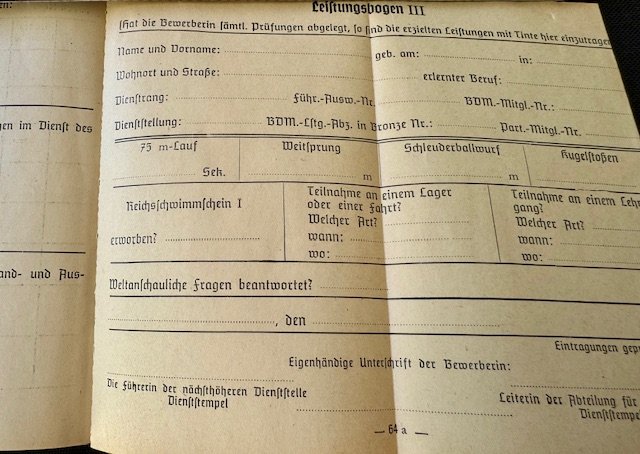 en:
Leistungsbogen III
Hat die Bewerberin sämtl. Prüfungen abgelegt, so sind die erzielten Leistungen mit Tinte hier einzutragen
Name und Vorname: geb. am: in:
Wohnort und Straße: erlernter Beruf:
Dienstrang: Führ.-Ausw.-Nr. BDM.-Mitgl.-Nr.:
Dienststellung: BDM.-Lstg.-Abz. in Bronze Nr.: Part.-Mitgl.-Nr.
gen im Dienst des
75 m-Lauf Weitsprung Schleuderballwurf Kugelstoßen
Sek. m m
Reichsschwimmschein I
erworben?
Teilnahme an einem Lager
oder einer Fahrt?
Welcher Art?
wann:
wo:
Teilnahme an einem Lehr
gang?
Welcher Art?
wann:
wo:
and- und Aus-
Weltanschauliche Fragen beantwortet?
, den
Eintragungen gepr
Eigenhändige Unterschrift der Bewerberin:
Die Führerin der nächsthöheren Dienststelle
Dienststempel
Leiterin der Abteilung für
Dienststempel
— 64 a —